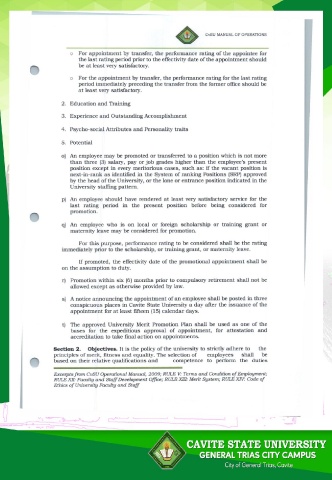 CvSU MANUAL OF OPERATIONS
o For appointment by transfer, the performance rating of the appointee for
the last rating period prior to the effectivity date of the appointment should
be at least very satisfactory.
o For the appointment by transfer, the performance rating for the last rating
period immediately preceding the transfer from the former office should be
at least very satisfactory.
2. Education and Training
3. Experience and Outstanding Accomplishment
4. Psycho-social Attributes and Personality traits
5. Potential
o) An employee may be promoted or transferred to a position which is not more
than three (3) salary, pay or job grades higher than the employee's present
position except in every meritorious cases, such as: if the vacant position is
next-in-rank as identified in the System of ranking Positions (SRP) approved
by the head of the University, or the lone or entrance position indicated in the
University staffing pattern.
p) An employee should have rendered at least very satisfactory service for the
last rating period in the present position before being considered for
promotion.
q) An employee who is on local or foreign scholarship or training grant or
maternity leave may be considered for promotion.
For this purpose, performance rating to be considered shall be the rating
immediately prior to the scholarship, or training grant, or maternity leave.
If promoted, the effectivity date of the promotional appointment shall be
on the assumption to duty.
r) Promotion within six (6) months prior to compulsory retirement shall not be
allowed except as otherwise provided by law.
s) A notice announcing the appointment of an employee shall be posted in three
conspicuous places in Cavite State University a day after the issuance of the
appointment for at least fifteen (15) calendar days.
t) The approved University Merit Promotion Plan shall be used as one of the
bases for the expeditious approval of appointment, for attestation and
accreditation to take final action on appointments.
Section 2. Objectives. It is the policy of the university to strictly adhere to the
principles of merit, fitness and equality. The selection of employees shall be
based on their relative qualifications and competence to perform the duties
Excerpts from CvSU Operational Manual, 2009; RULE V: Terms and Condition of Employment;
RULE XII: Faculty and Staff Development Office; RULE XIII: Merit System; RULE XIV: Code of
Ethics of University Faculty and Staff
CAVITE STATE UNIVERSITY
GENERAL TRIAS CITY CAMPUS
City of General Trias, Cavite